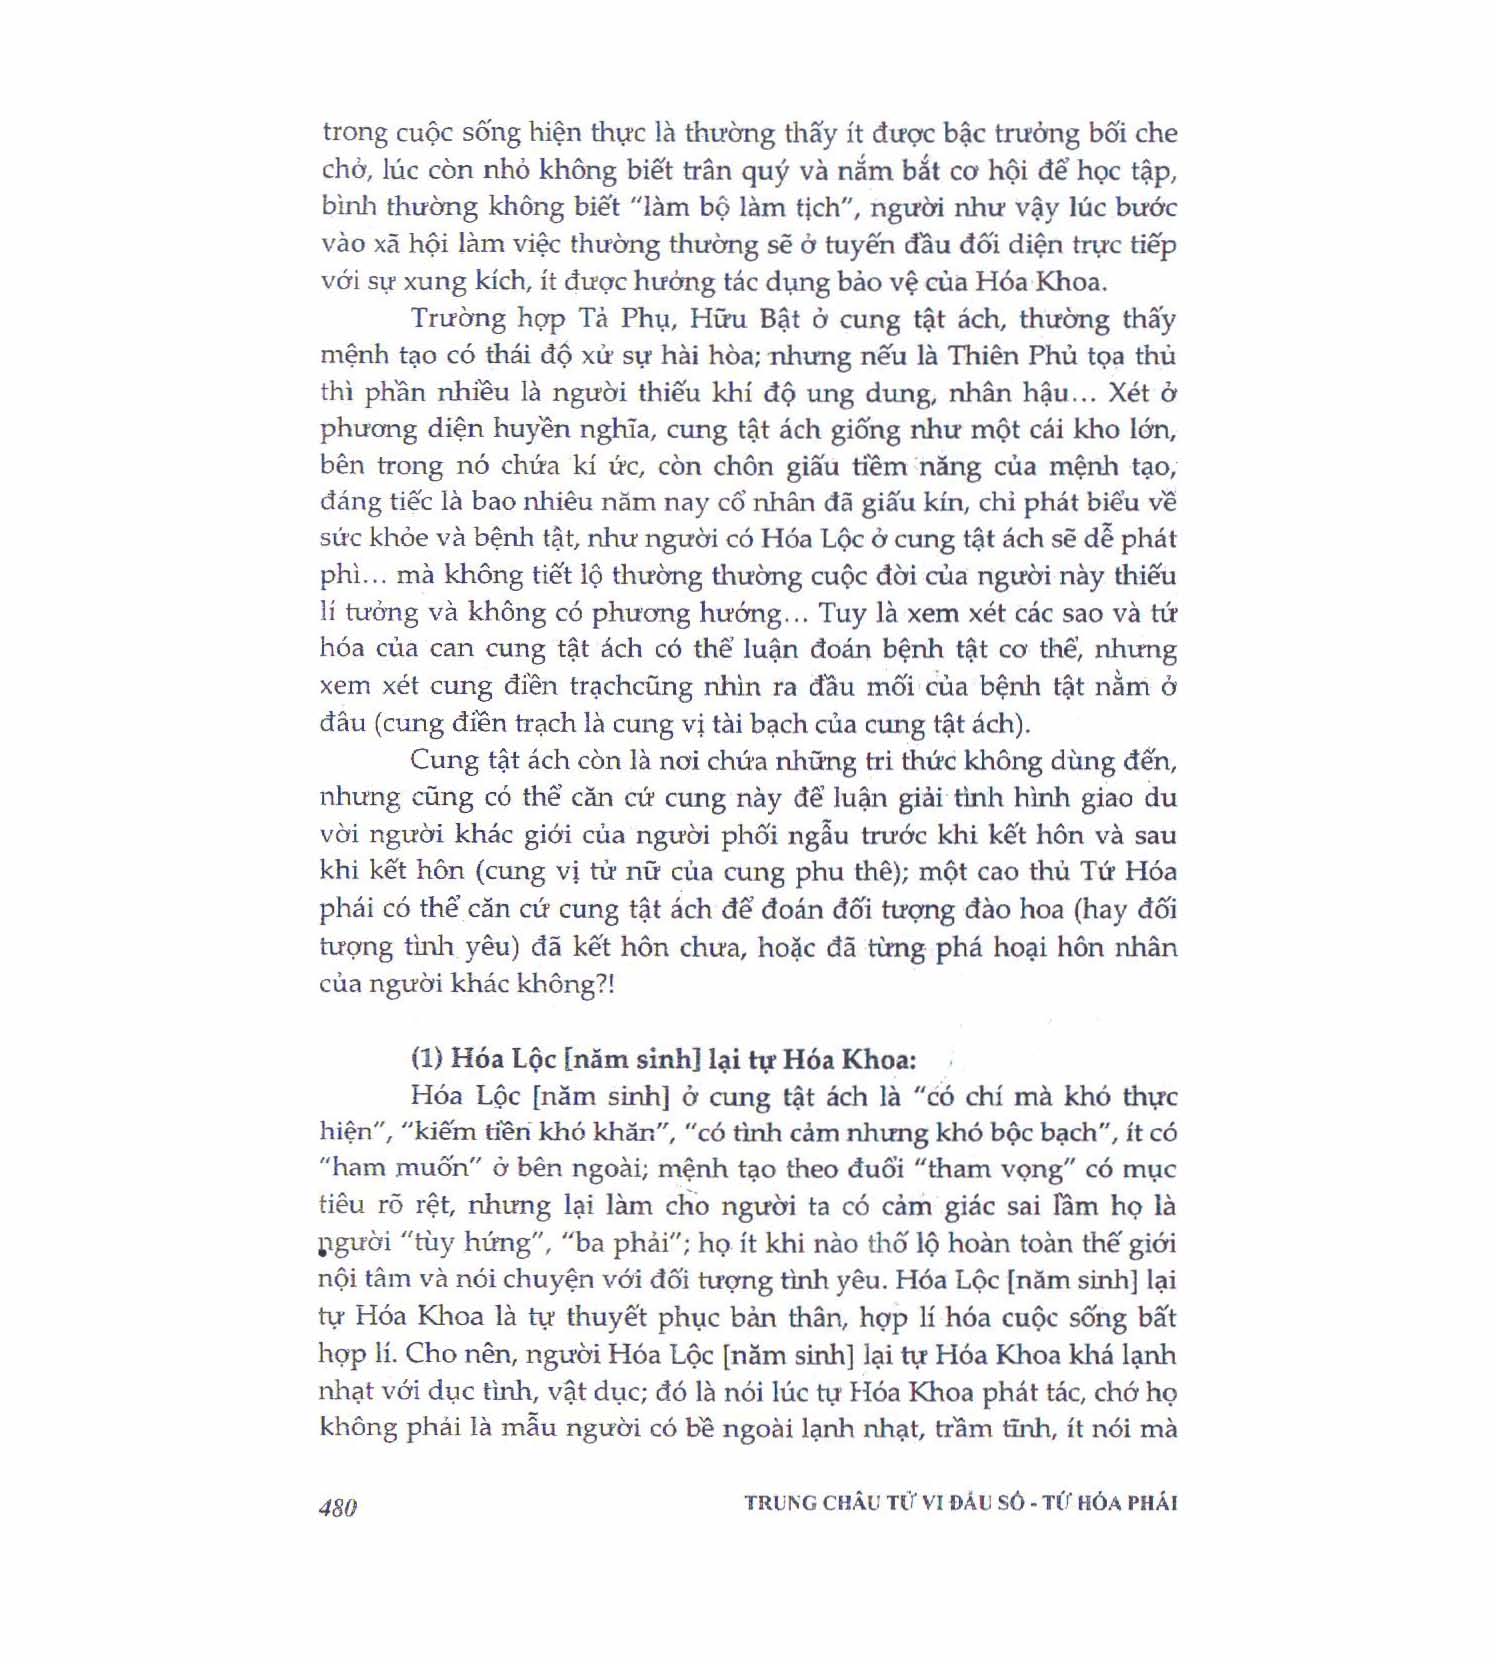 trong cuộc sống hiện thực là thường thấy ít được bậc trưởng bối che
chở, lúc còn nhỏ không biết trân quý và nắm bắt cơ hội để học tập,
bình thường không biết "làm bộ làm tịch", người như vậy lúc bước
vào xã hội làm việc thường thường sẽ ở tuyến đầu đối diện trực tiếp
với sự xung kích, ít được hưởng tác dụng bảo vệ của Hóa Khoa.
Trường hợp Tả Phụ, Hữu Bật ở cung tật ách, thường thấy
mệnh tạo có thái độ xử sự hài hòa; nhưng nếu là Thiên Phủ tọa thủ
thì phần nhiều là người thiếu khí độ ung dung, nhân hậu... Xét ở
phương diện huyền nghĩa, cung tật ách giống như một cái kho lớn,
bên trong nó chứa kí ức, còn chôn giấu tiềm năng của mệnh tạo,
đáng tiếc là bao nhiêu năm nay cổ nhân đã giấu kín, chỉ phát biểu về
sức khỏe và bệnh tật, như người có Hóa Lộc ở cung tật ách sẽ dễ phát
phì... mà không tiết lộ thường thường cuộc đời của người này thiếu
lí tưởng và không có phương hướng... Tuy là xem xét các sao và tứ
hóa của can cung tật ách có thể luận đoán bệnh tật cơ thể, nhưng
xem xét cung điền trạchcũng nhìn ra đầu mối của bệnh tật nằm ở
đâu (cung điền trạch là cung vị tài bạch của cung tật ách).
Cung tật ách còn là nơi chứa những tri thức không dùng đến,
nhưng cũng có thể căn cứ cung này để luận giải tình hình giao du
vời người khác giới của người phối ngẫu trước khi kết hôn và sau
khi kết hôn (cung vị tử nữ của cung phu thê); một cao thủ Tứ Hóa
phái có thể căn cứ cung tật ách để đoán đối tượng đào hoa (hay đối
tượng tình yêu) đã kết hôn chưa, hoặc đã từng phá hoại hôn nhân
của người khác không?!
(1) Hóa Lộc [năm sinh] lại tự Hóa Khoa:
Hóa Lộc [năm sinh] ở cung tật ách là "có chí mà khó thực
hiện", "kiếm tiền khó khăn", "có tình cảm nhưng khó bộc bạch", ít có
"ham muốn" ở bên ngoài; mệnh tạo theo đuổi "tham vọng" có mục
tiêu rõ rệt, nhưng lại làm cho người ta có cảm giác sai lầm họ là
người "tùy hứng", "ba phải"; họ ít khi nào thố lộ hoàn toàn thế giới
nội tâm và nói chuyện với đối tượng tình yêu. Hóa Lộc [năm sinh] lại
tự Hóa Khoa là tự thuyết phục bản thân, hợp lí hóa cuộc sống bất
hợp lí. Cho nên, người Hóa Lộc [năm sinh] lại tự Hóa Khoa khá lạnh
nhạt với dục tình, vật dục; đó là nói lúc tự Hóa Khoa phát tác, chớ họ
không phải là mẫu người có bề ngoài lạnh nhạt, trầm tĩnh, ít nói mà
480
TRUNG CHÂU TỬ VI ĐẨU SỐ - TỨ HÓA PHÁI